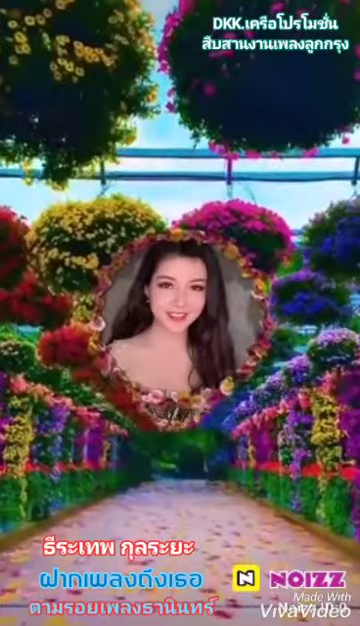 DKK.เครือโปรโมชั่น
สืบสานงานเพลงลูกกรุง
ธีระเทพ กุลระยะ
ฝากเพลงถึงเธอ
N NOIZZ
ตามรอยเพลงธานินทร์
Made With
VivaVideo